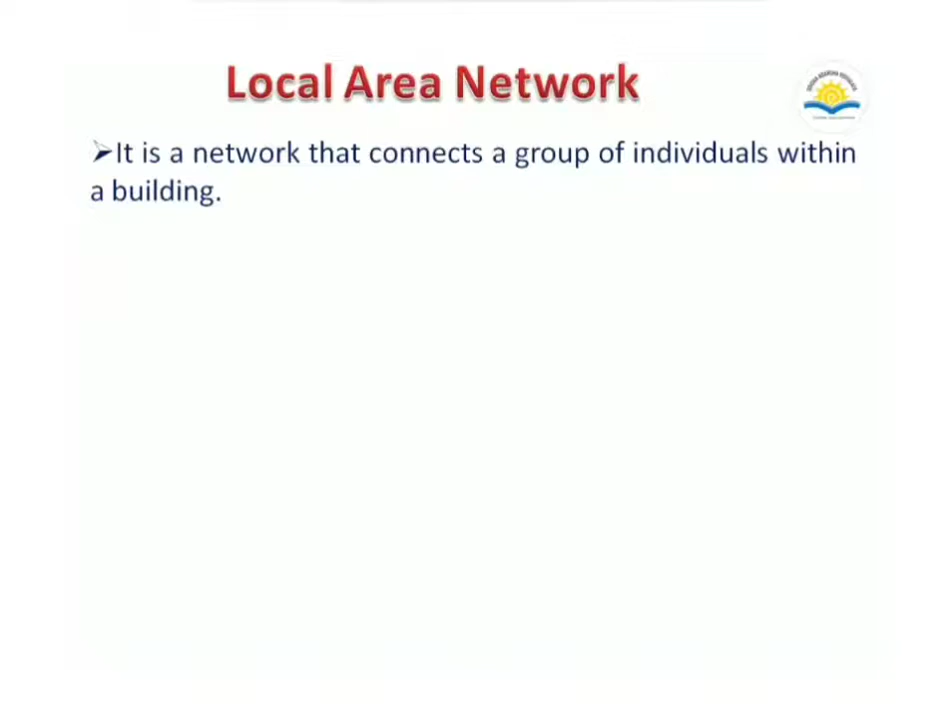 Local Area Network
➢It is a network that connects a group of individuals within
a building.